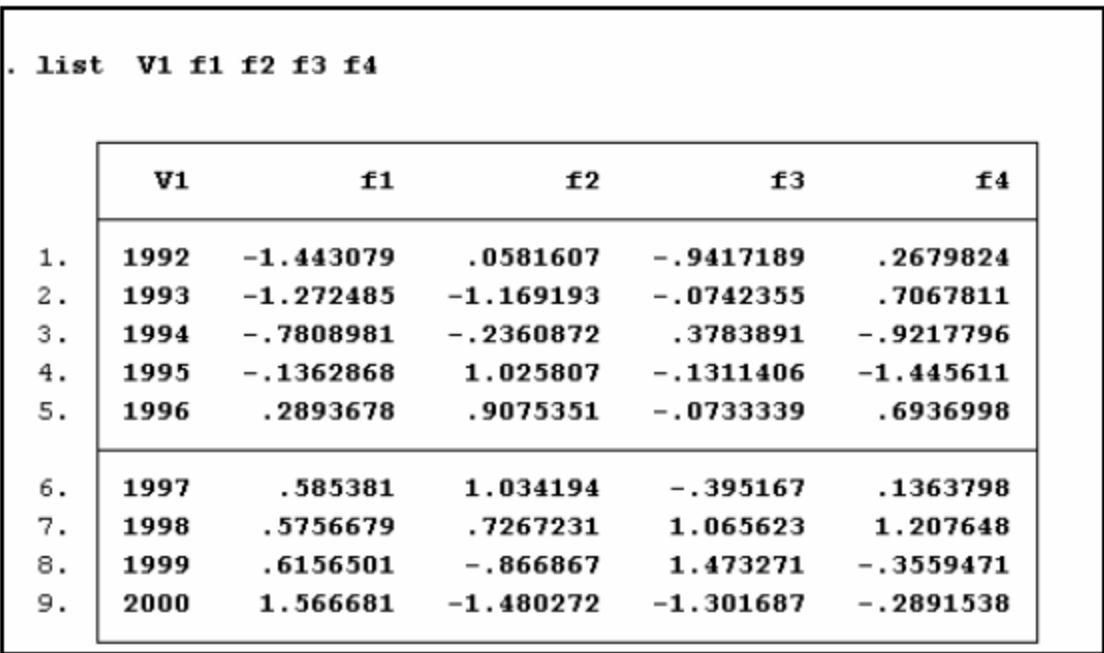 . list V1 f1 f2 f3 f4
V1 f1 f2 f3 f4
1. 1992 -1.443079 .0581607 -.9417189 .2679824
2. 1993 -1.272485 -1.169193 -.0742355 .7067811
3. 1994 -.7808981 -.2360872 .3783891 -.9217796
4. 1995 -.1362868 1.025807 -.1311406 -1.445611
5. 1996 .2893678 .9075351 -.0733339 .6936998
6. 1997 .585381 1.034194 -.395167 .1363798
7. 1998 .5756679 .7267231 1.065623 1.207648
8. 1999 .6156501 -.866867 1.473271 -.3559471
9. 2000 1.566681 -1.480272 -1.301687 -.2891538